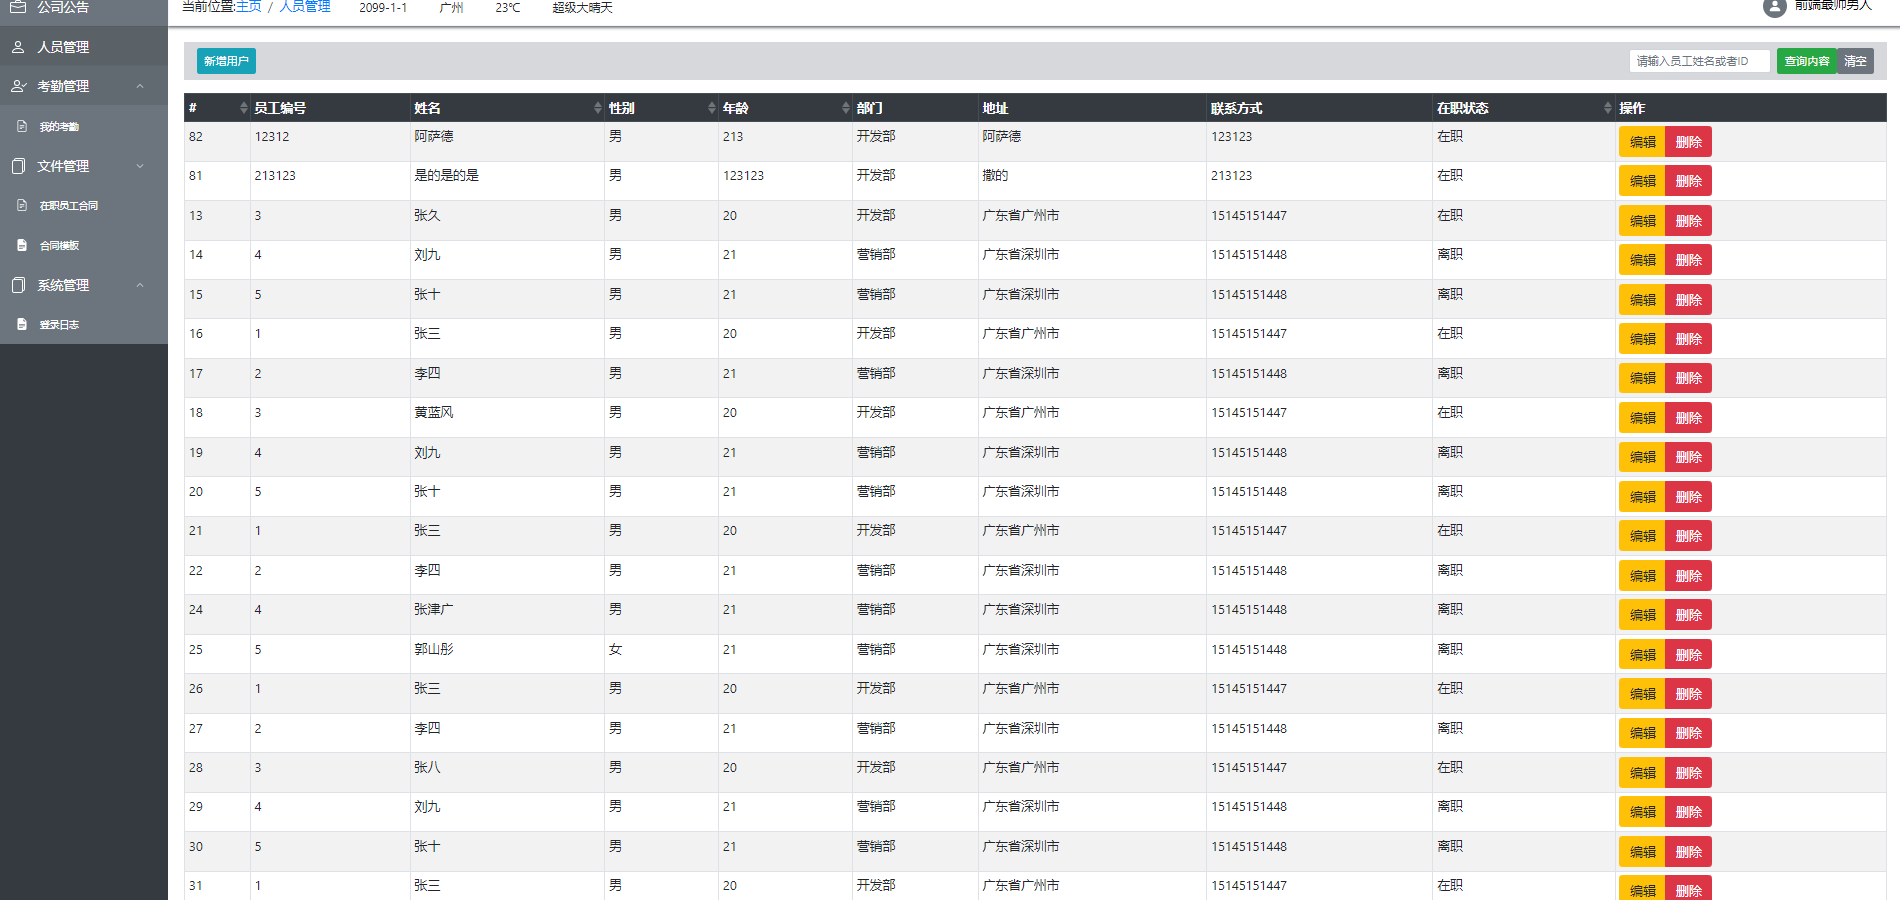 公司公告
人员管理
考勤管理
我的考勤
文件管理
在职员工合同
合同模板
系统管理
登录日志
当前位置:主页 / 人员管理 2099-1-1 广州 23℃ 超级大晴天 前端最帅男人
新增用户 请输入员工姓名或者ID 查询内容 清空
# 员工编号 姓名 性别 年龄 部门 地址 联系方式 在职状态 操作
82 12312 阿萨德 男 213 开发部 阿萨德 123123 在职 编辑 删除
81 213123 是的是的是 男 123123 开发部 撒的 213123 在职 编辑 删除
13 3 张久 男 20 开发部 广东省广州市 15145151447 在职 编辑 删除
14 4 刘九 男 21 营销部 广东省深圳市 15145151448 离职 编辑 删除
15 5 张十 男 21 营销部 广东省深圳市 15145151448 离职 编辑 删除
16 1 张三 男 20 开发部 广东省广州市 15145151447 在职 编辑 删除
17 2 李四 男 21 营销部 广东省深圳市 15145151448 离职 编辑 删除
18 3 黄蓝风 男 20 开发部 广东省广州市 15145151447 在职 编辑 删除
19 4 刘九 男 21 营销部 广东省深圳市 15145151448 离职 编辑 删除
20 5 张十 男 21 营销部 广东省深圳市 15145151448 离职 编辑 删除
21 1 张三 男 20 开发部 广东省广州市 15145151447 在职 编辑 删除
22 2 李四 男 21 营销部 广东省深圳市 15145151448 离职 编辑 删除
24 4 张津广 男 21 营销部 广东省深圳市 15145151448 离职 编辑 删除
25 5 郭山彤 女 21 营销部 广东省深圳市 15145151448 离职 编辑 删除
26 1 张三 男 20 开发部 广东省广州市 15145151447 在职 编辑 删除
27 2 李四 男 21 营销部 广东省深圳市 15145151448 离职 编辑 删除
28 3 张八 男 20 开发部 广东省广州市 15145151447 在职 编辑 删除
29 4 刘九 男 21 营销部 广东省深圳市 15145151448 离职 编辑 删除
30 5 张十 男 21 营销部 广东省深圳市 15145151448 离职 编辑 删除
31 1 张三 男 20 开发部 广东省广州市 15145151447 在职 编辑 删除